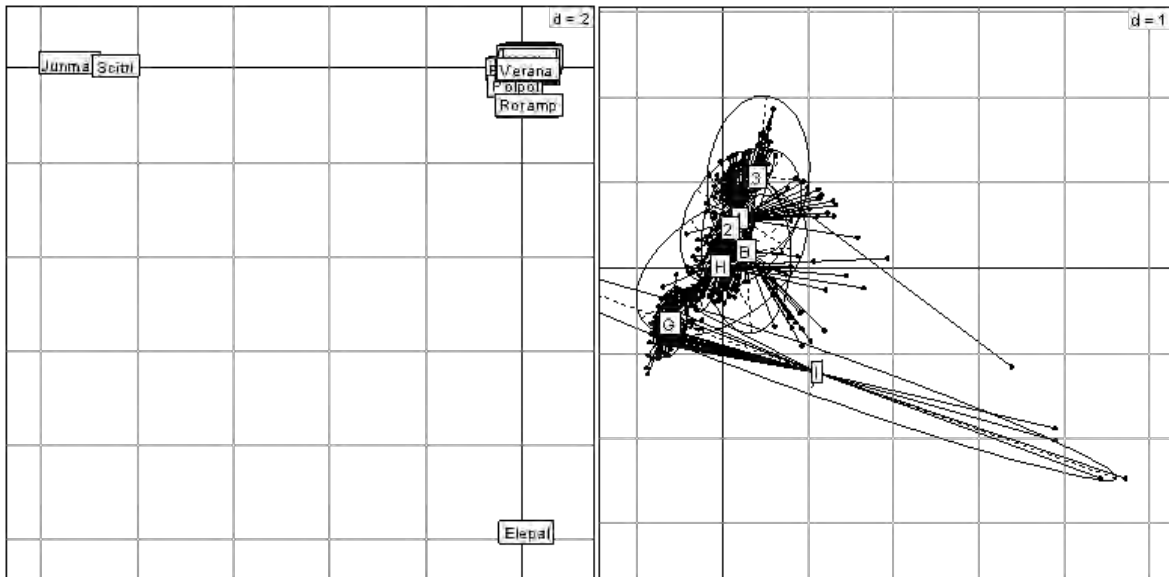 d = 2
Junma
Scitri
Verana
Polpol
Roramp
Elepal
d = 1
3
1
2
B
H
G
I